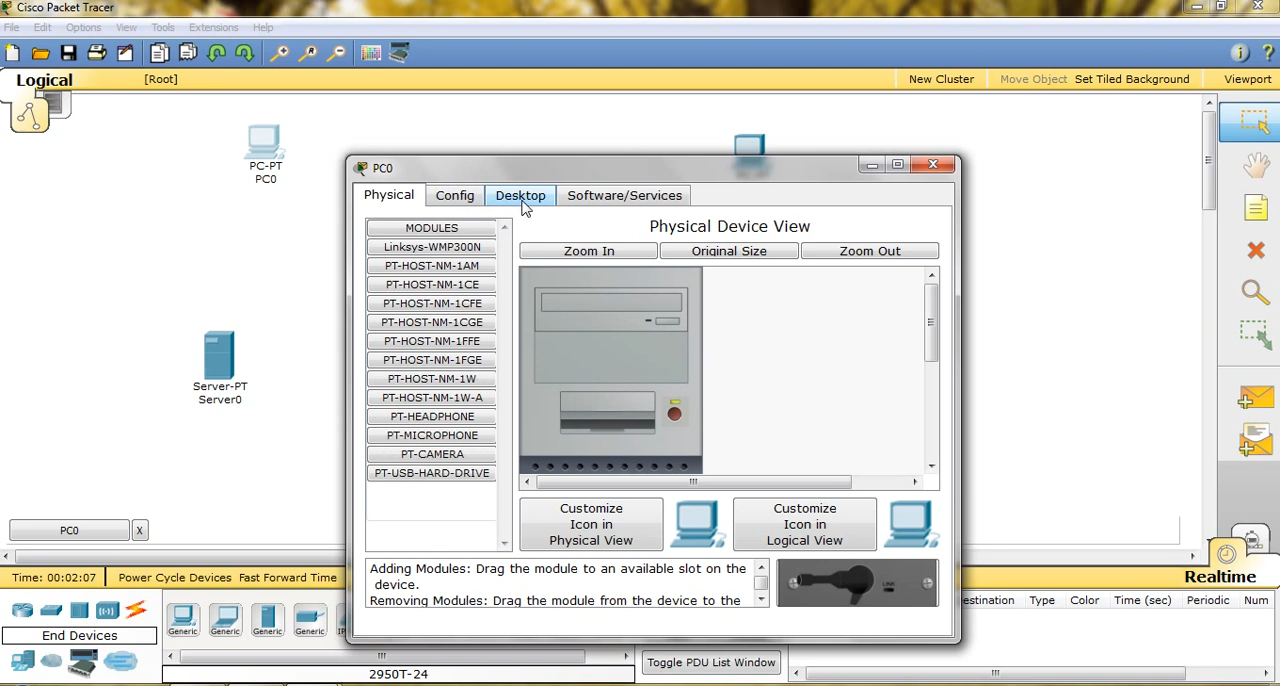 Cisco Packet Tracer
File Edit Options View Tools Extensions Help
Logical [Root] New Cluster Move Object Set Tiled Background Viewport
PC-PT
PC0
Server-PT
Server0
PC0
Physical Config Desktop Software/Services
MODULES
Linksys-WMP300N
PT-HOST-NM-1AM
PT-HOST-NM-1CE
PT-HOST-NM-1CFE
PT-HOST-NM-1CGE
PT-HOST-NM-1FFE
PT-HOST-NM-1FGE
PT-HOST-NM-1W
PT-HOST-NM-1W-A
PT-HEADPHONE
PT-MICROPHONE
PT-CAMERA
PT-USB-HARD-DRIVE
Physical Device View
Zoom In Original Size Zoom Out
Customize
Icon in
Physical View
Customize
Icon in
Logical View
Adding Modules: Drag the module to an available slot on the
device.
Removing Modules: Drag the module from the device to the
LINK
PC0 X
Time: 00:02:07 Power Cycle Devices Fast Forward Time
Realtime
End Devices
Generic Generic Generic Generic
2950T-24
Toggle PDU List Window
estination Type Color Time (sec) Periodic Num